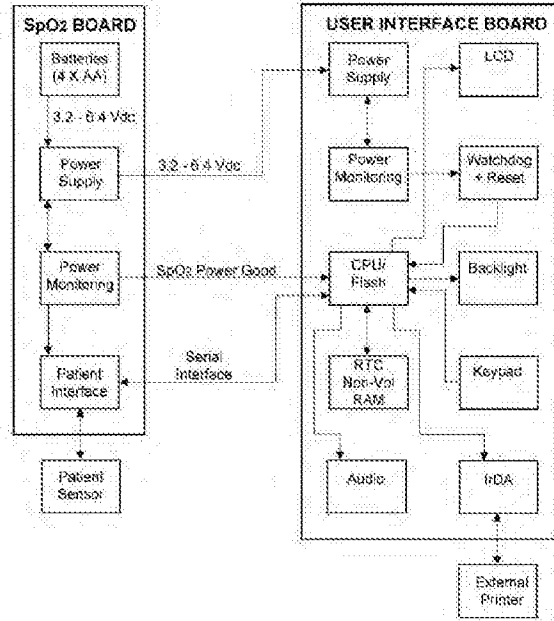 SpO2 BOARD
Batteries
(4 X AA)
3.2 - 6.4 Vdc
Power
Supply
3.2 - 6.4 Vdc
Power
Monitoring
SpO2 Power Good
Serial
Interface
Patient
Interface
Patient
Sensor
USER INTERFACE BOARD
Power
Supply
LCD
Power
Monitoring
Watchdog
+ Reset
CPU/
Flash
Backlight
RTC
Non-Vol
RAM
Keypad
Audio
IrDA
External
Printer